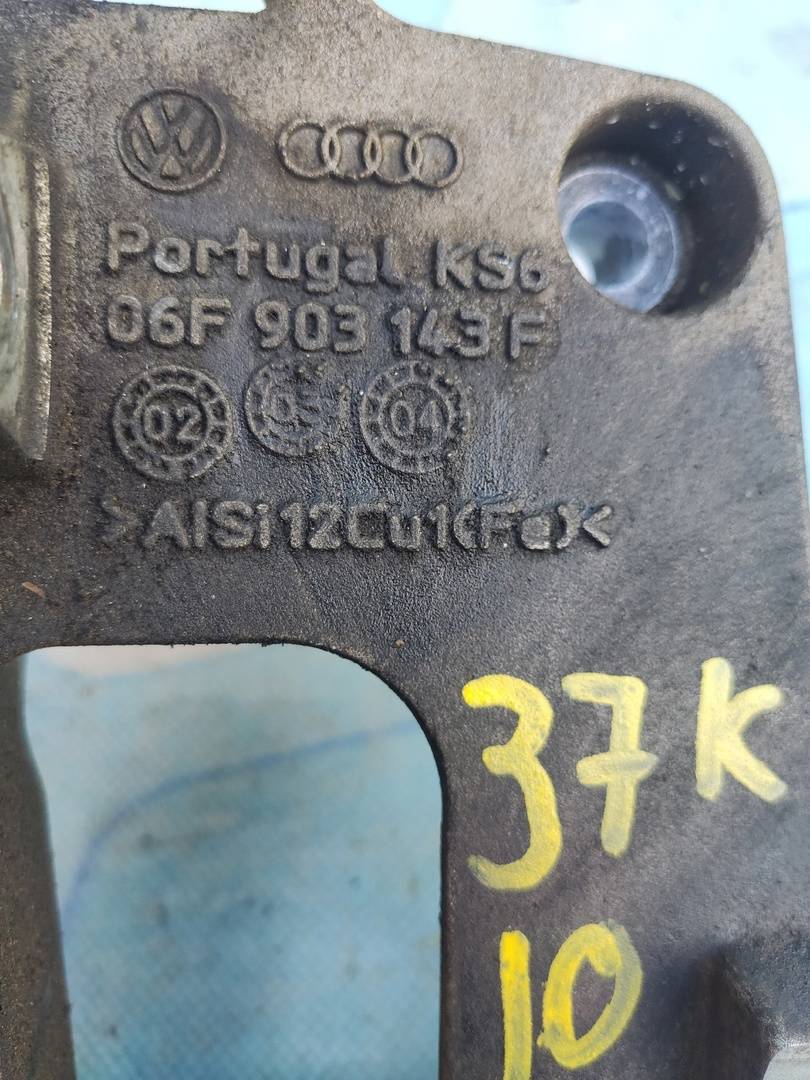 Portugal KS6
06F 903 143 F
02 04
>AlSi12Cu1(Fe)<
37K
10